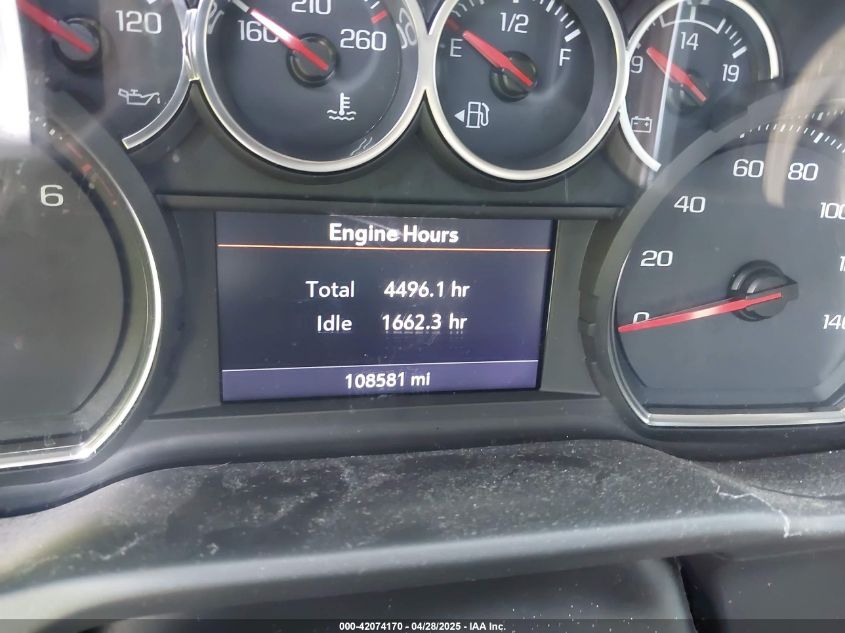 120
160 210 260
E 1/2 F
9 14 19
6
0 20 40 60 80 100 140
Engine Hours
Total 4496.1 hr
Idle 1662.3 hr
108581 mi
000-42074170 - 04/28/2025 - IAA Inc.